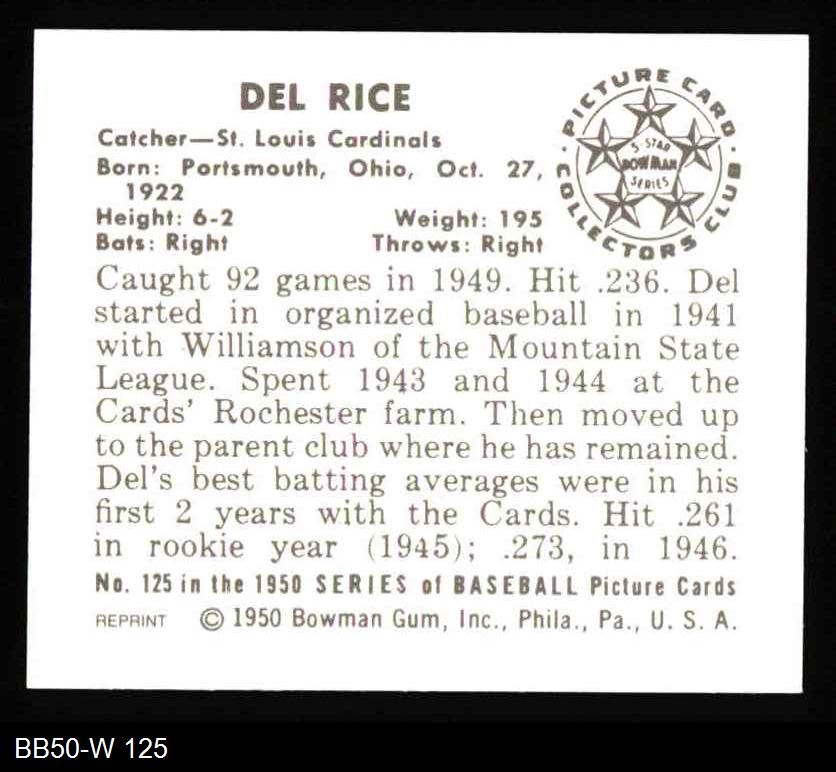 DEL RICE
Catcher—St. Louis Cardinals
Born: Portsmouth, Ohio, Oct. 27,
1922
Height: 6-2 Weight: 195
Bats: Right Throws: Right
PICTURE CARD
COLLECTORS CLUB
5-STAR
BOWMAN
SERIES
Caught 92 games in 1949. Hit .236. Del
started in organized baseball in 1941
with Williamson of the Mountain State
League. Spent 1943 and 1944 at the
Cards' Rochester farm. Then moved up
to the parent club where he has remained.
Del's best batting averages were in his
first 2 years with the Cards. Hit .261
in rookie year (1945); .273, in 1946.
No. 125 in the 1950 SERIES of BASEBALL Picture Cards
REPRINT © 1950 Bowman Gum, Inc., Phila., Pa., U. S. A.
BB50-W 125